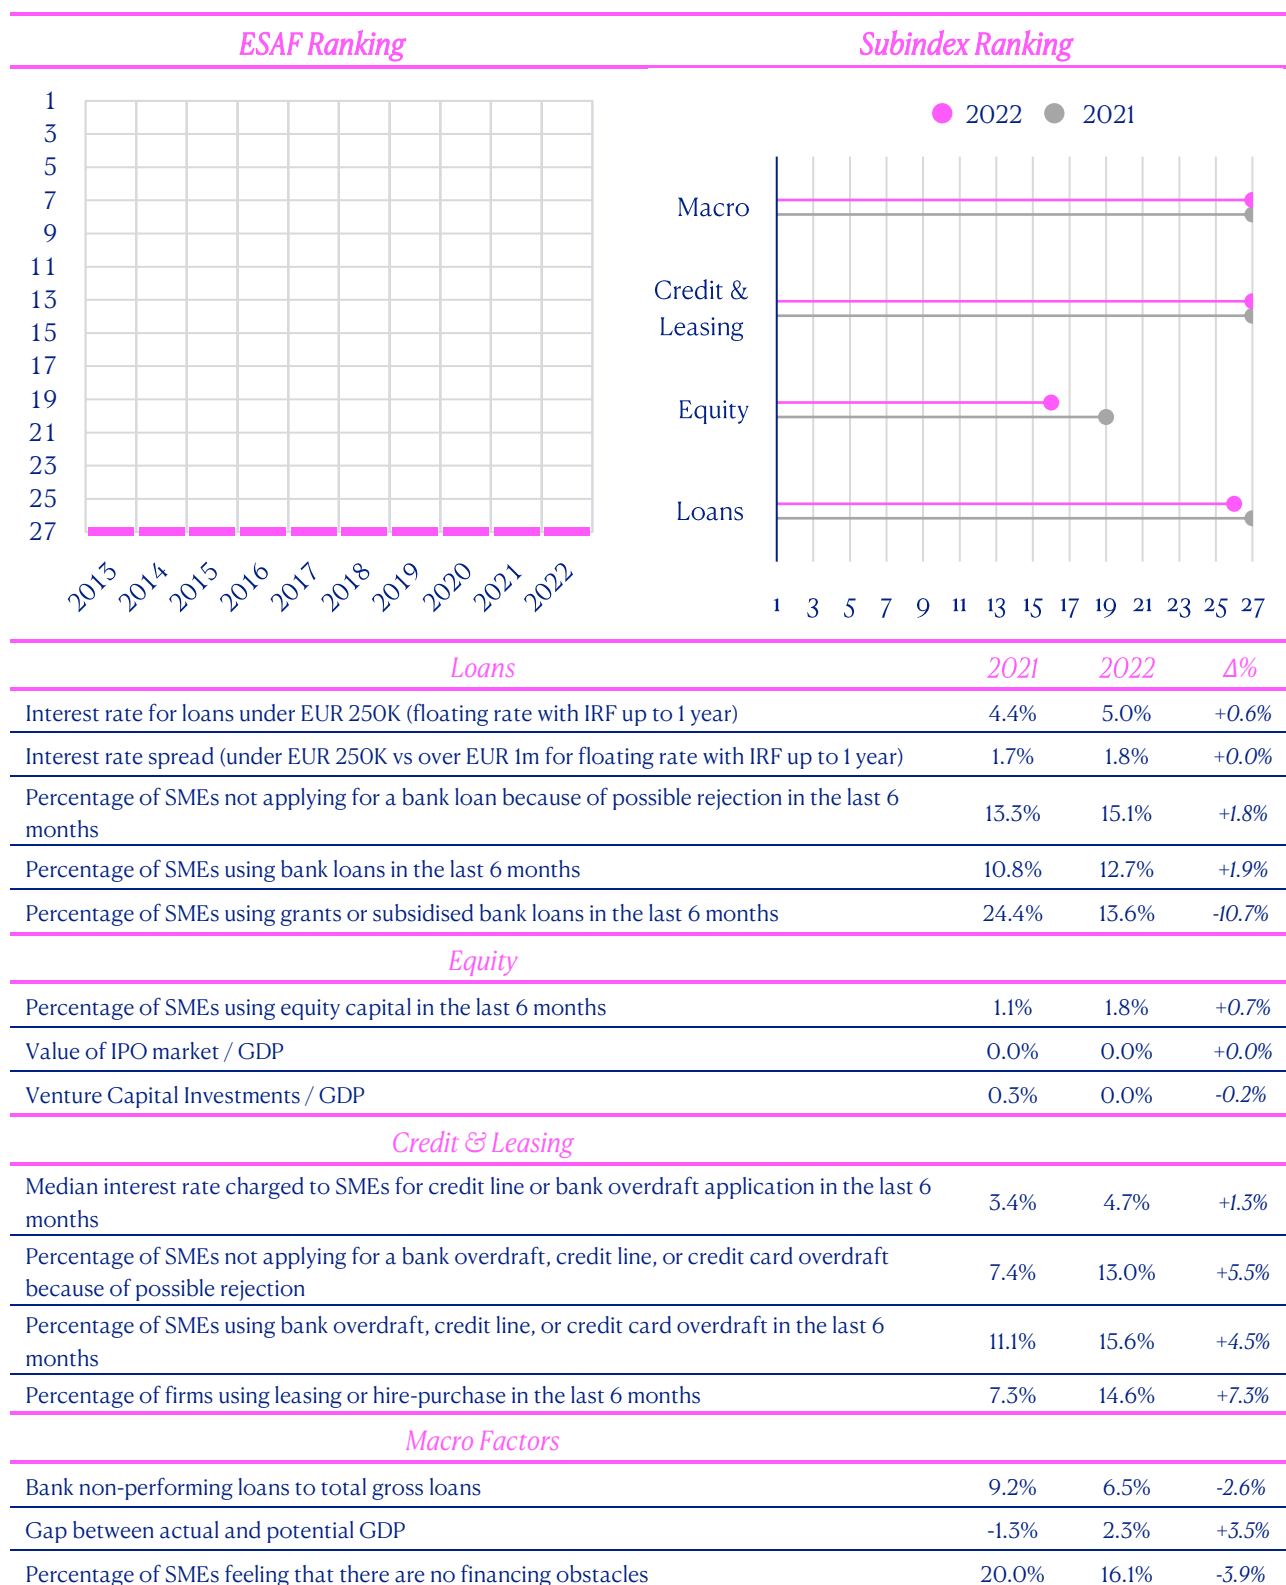 ESAF Ranking
Subindex Ranking
1
3
5
7
9
11
13
15
17
19
21
23
25
27
2013 2014 2015 2016 2017 2018 2019 2020 2021 2022
2022 2021
Macro
Credit &
Leasing
Equity
Loans
1 3 5 7 9 11 13 15 17 19 21 23 25 27
Loans 2021 2022 Δ%
Interest rate for loans under EUR 250K (floating rate with IRF up to 1 year) 4.4% 5.0% +0.6%
Interest rate spread (under EUR 250K vs over EUR 1m for floating rate with IRF up to 1 year) 1.7% 1.8% +0.0%
Percentage of SMEs not applying for a bank loan because of possible rejection in the last 6
months 13.3% 15.1% +1.8%
Percentage of SMEs using bank loans in the last 6 months 10.8% 12.7% +1.9%
Percentage of SMEs using grants or subsidised bank loans in the last 6 months 24.4% 13.6% -10.7%
Equity
Percentage of SMEs using equity capital in the last 6 months 1.1% 1.8% +0.7%
Value of IPO market / GDP 0.0% 0.0% +0.0%
Venture Capital Investments / GDP 0.3% 0.0% -0.2%
Credit & Leasing
Median interest rate charged to SMEs for credit line or bank overdraft application in the last 6
months 3.4% 4.7% +1.3%
Percentage of SMEs not applying for a bank overdraft, credit line, or credit card overdraft
because of possible rejection 7.4% 13.0% +5.5%
Percentage of SMEs using bank overdraft, credit line, or credit card overdraft in the last 6
months 11.1% 15.6% +4.5%
Percentage of firms using leasing or hire-purchase in the last 6 months 7.3% 14.6% +7.3%
Macro Factors
Bank non-performing loans to total gross loans 9.2% 6.5% -2.6%
Gap between actual and potential GDP -1.3% 2.3% +3.5%
Percentage of SMEs feeling that there are no financing obstacles 20.0% 16.1% -3.9%